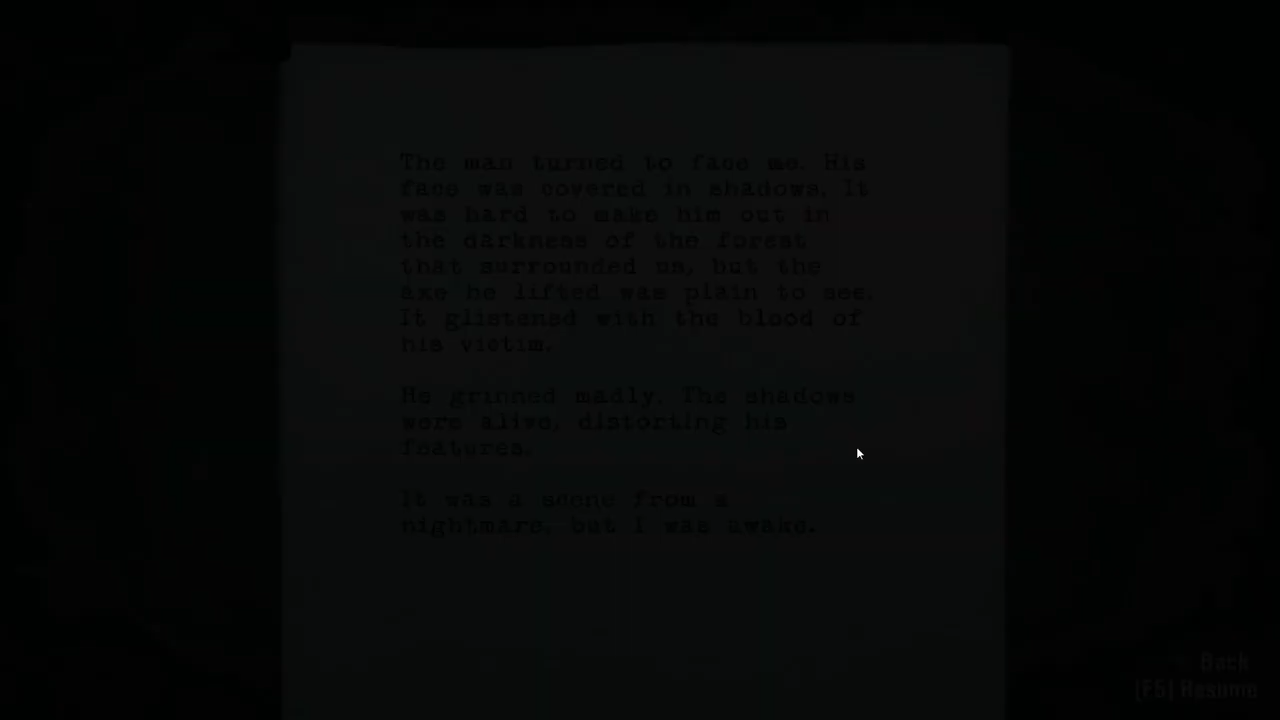 The man turned to face me. His
face was covered in shadows. It
was hard to make him out in
the darkness of the forest
that surrounded us, but the
axe he lifted was plain to see.
It glistened with the blood of
his victim.
He grinned madly. The shadows
were alive, distorting his
features.
It was a scene from a
nightmare, but I was awake.
Back
[F5] Resume